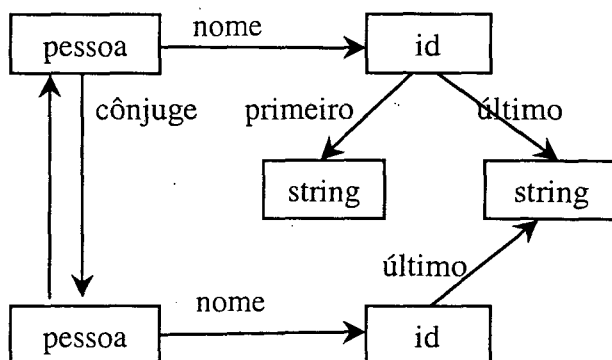 nome
pessoa
id
cônjuge
primeiro
último
string
string
último
nome
pessoa
id